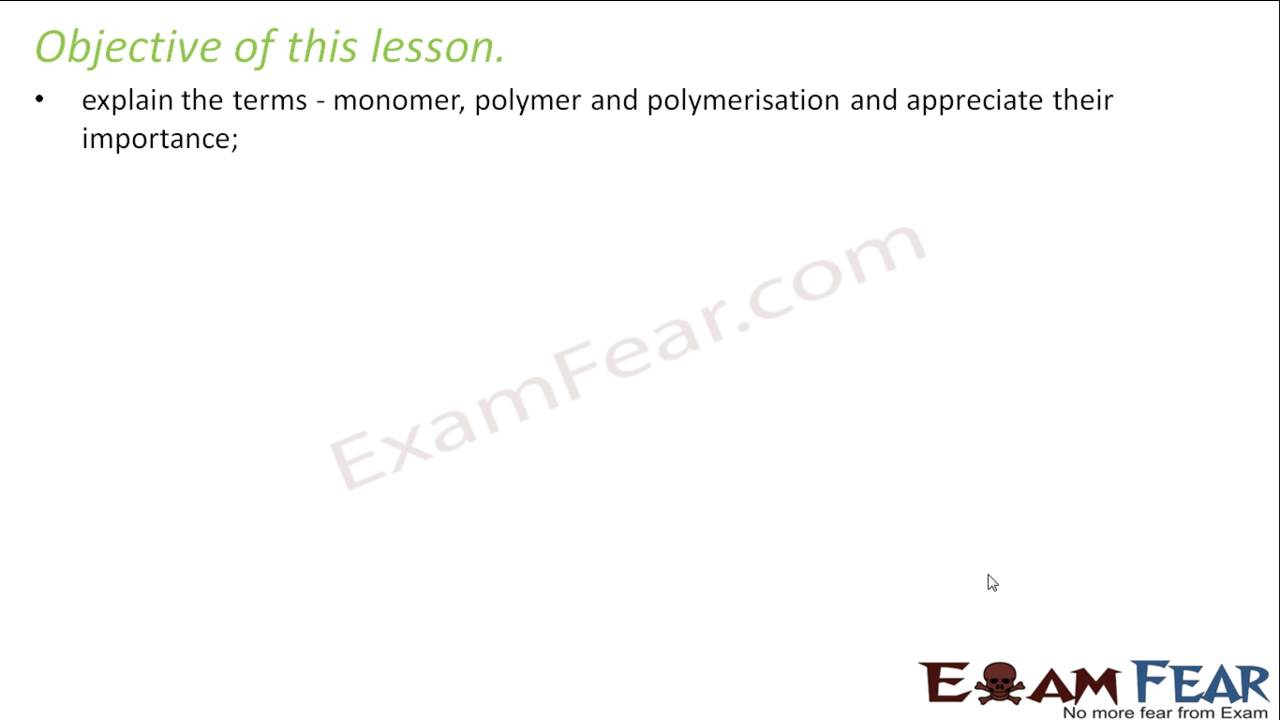 Objective of this lesson.
• explain the terms - monomer, polymer and polymerisation and appreciate their
importance;
ExamFear.com
EXAM FEAR
No more fear from Exam